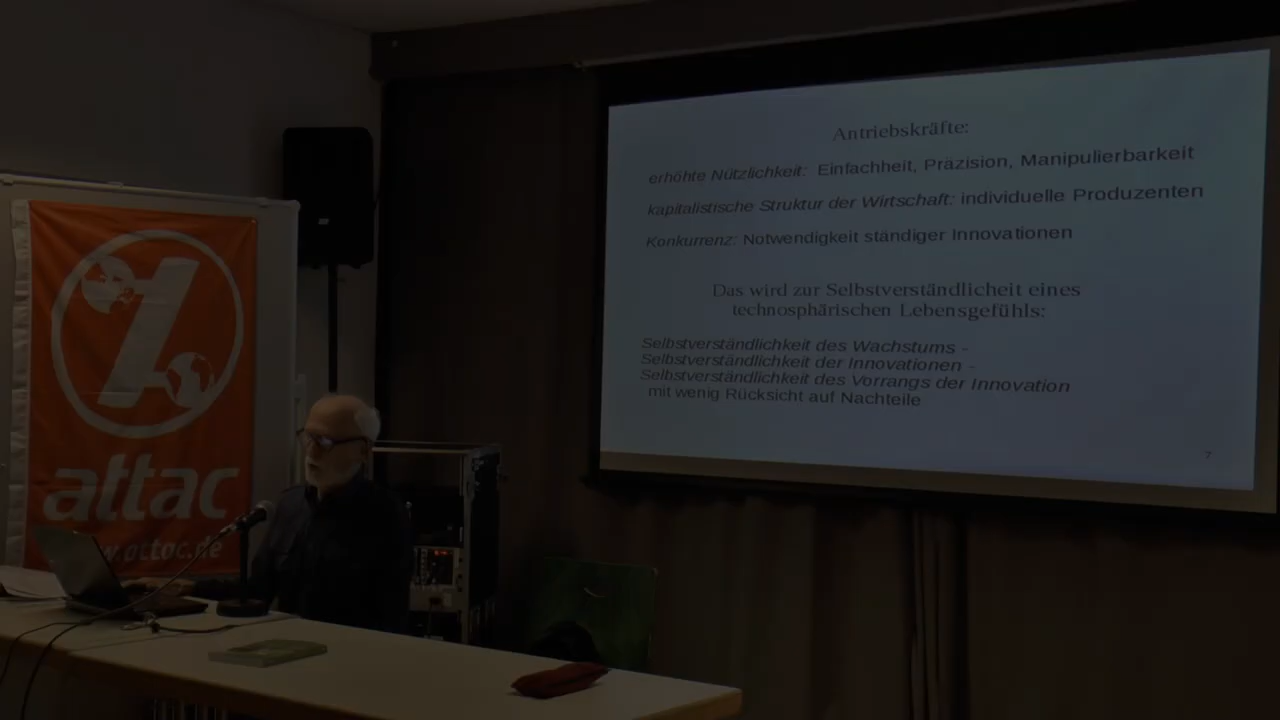 Antriebskräfte:
erhöhte Nützlichkeit: Einfachheit, Präzision, Manipulierbarkeit
kapitalistische Struktur der Wirtschaft: individuelle Produzenten
Konkurrenz: Notwendigkeit ständiger Innovationen
Das wird zur Selbstverständlicheit eines
technosphärischen Lebensgefühls:
Selbstverständlichkeit des Wachstums -
Selbstverständlichkeit der Innovationen -
Selbstverständlichkeit des Vorrangs der Innovation
mit wenig Rücksicht auf Nachteile
7
attac
w.attac.de